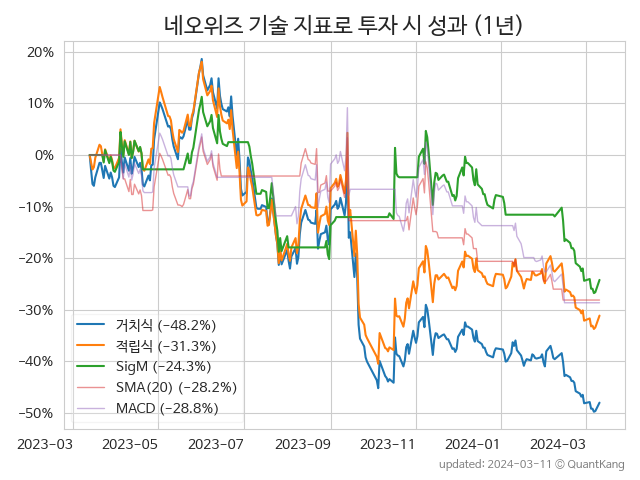 네오위즈 기술 지표로 투자 시 성과 (1년)
20%
10%
0%
−10%
−20%
−30%
−40%
−50%
거치식 (−48.2%)
적립식 (−31.3%)
SigM (−24.3%)
SMA(20) (−28.2%)
MACD (−28.8%)
2023-03 2023-05 2023-07 2023-09 2023-11 2024-01 2024-03
updated: 2024-03-11 © QuantKang